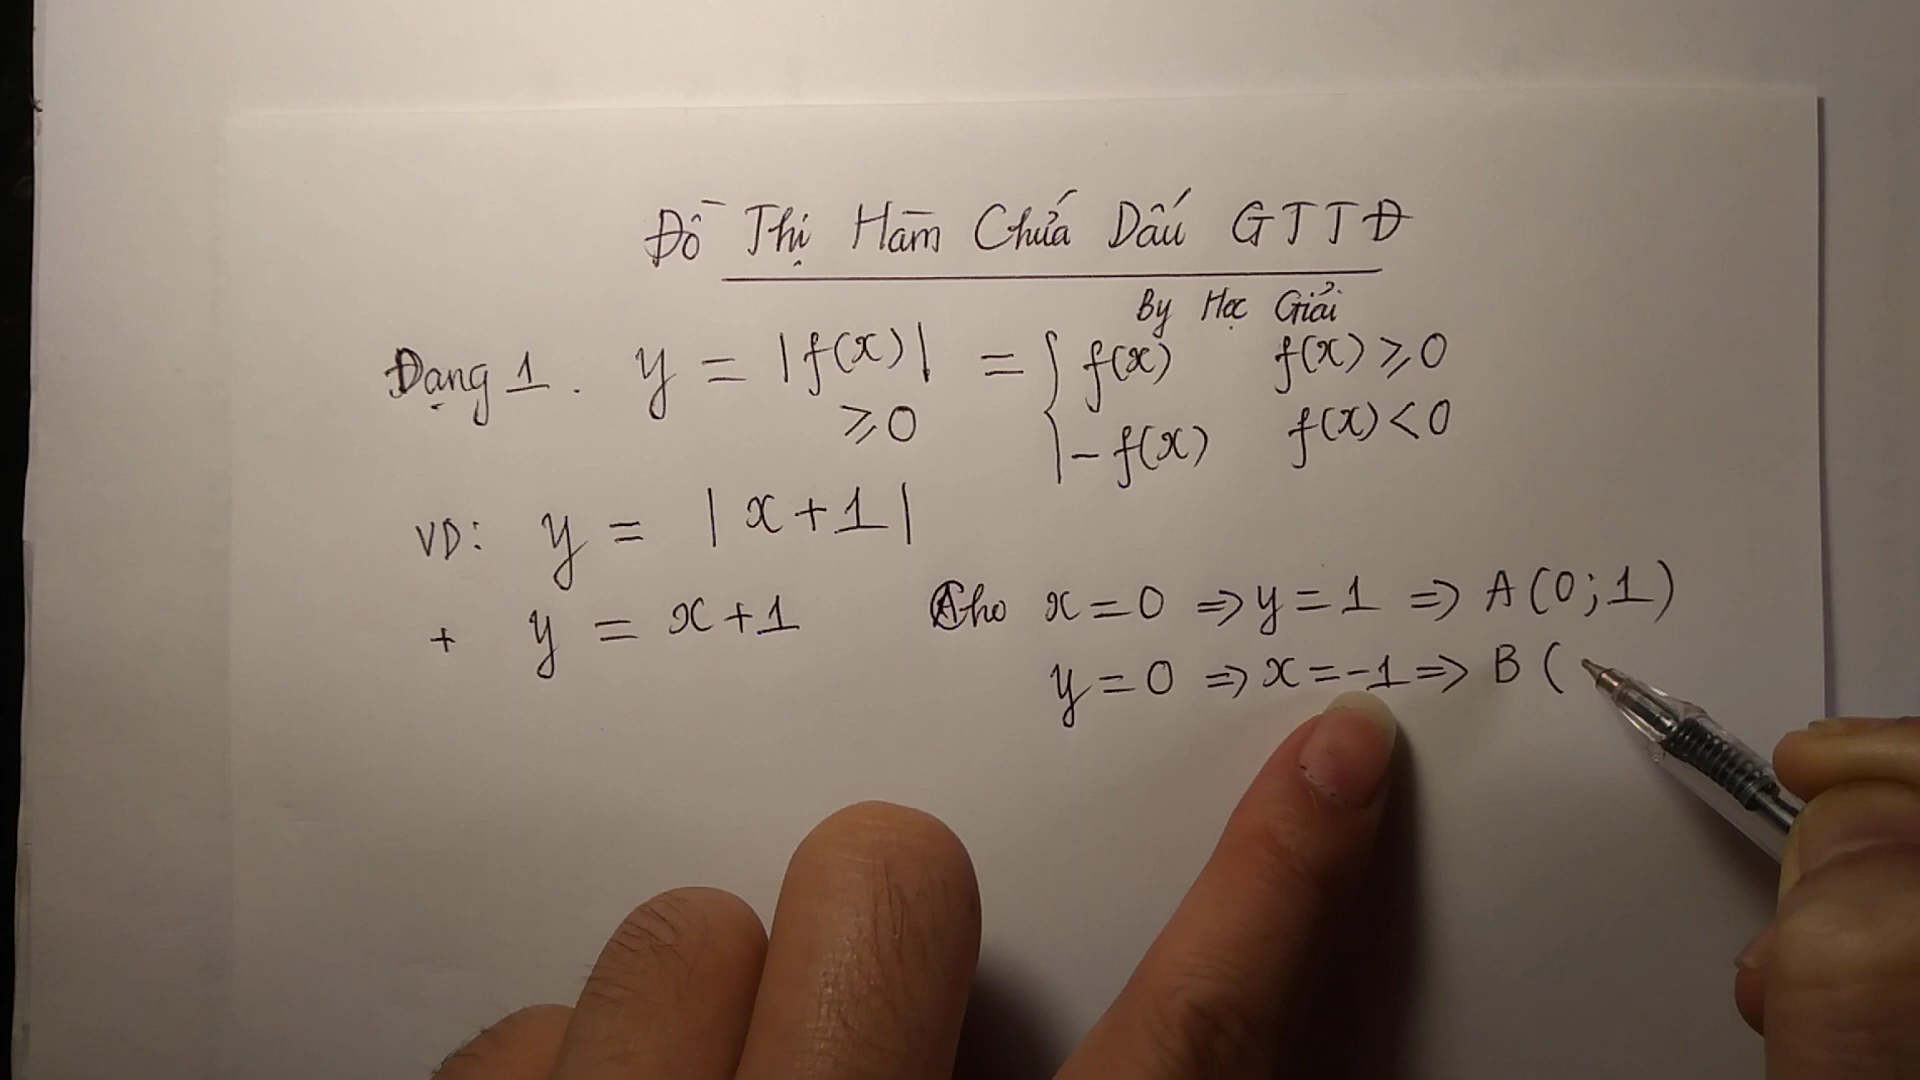 Đồ Thị Hàm Chứa Dấu GTTĐ
By Học Giải
Dạng 1. y = |f(x)| = { f(x) f(x) ⩾ 0
⩾0 -f(x) f(x) < 0
VD: y = |x+1|
+ y = x+1 Cho x=0 => y=1 => A(0;1)
y=0 => x=-1 => B (